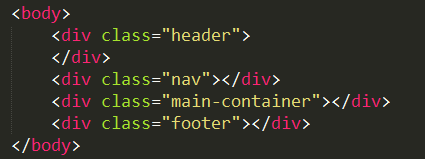 <body>
    <div class="header">
    </div>
    <div class="nav"></div>
    <div class="main-container"></div>
    <div class="footer"></div>
</body>